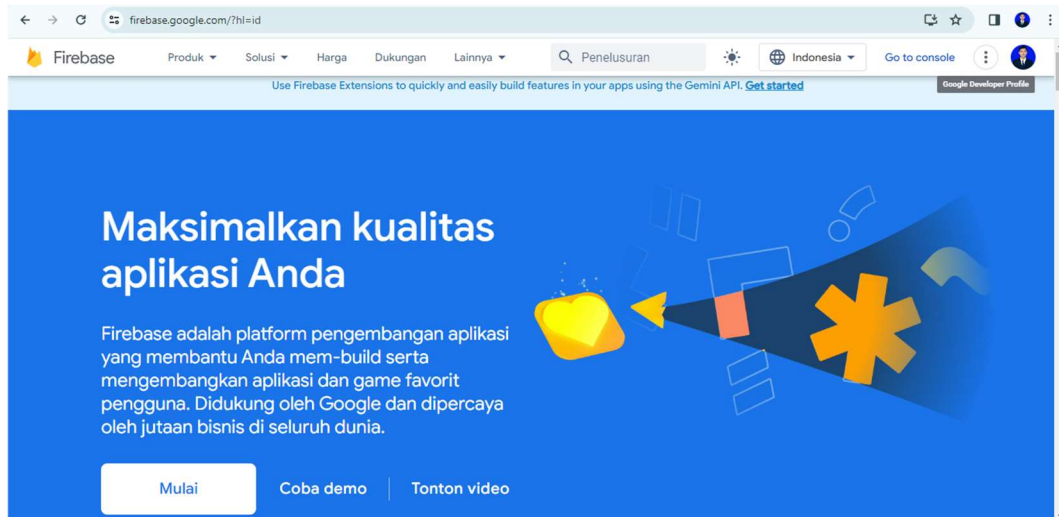 firebase.google.com/?hl=id
Firebase Produk Solusi Harga Dukungan Lainnya Penelusuran Indonesia Go to console
Use Firebase Extensions to quickly and easily build features in your apps using the Gemini API. Get started
Google Developer Profile
Maksimalkan kualitas
aplikasi Anda
Firebase adalah platform pengembangan aplikasi
yang membantu Anda mem-build serta
mengembangkan aplikasi dan game favorit
pengguna. Didukung oleh Google dan dipercaya
oleh jutaan bisnis di seluruh dunia.
Mulai Coba demo Tonton video